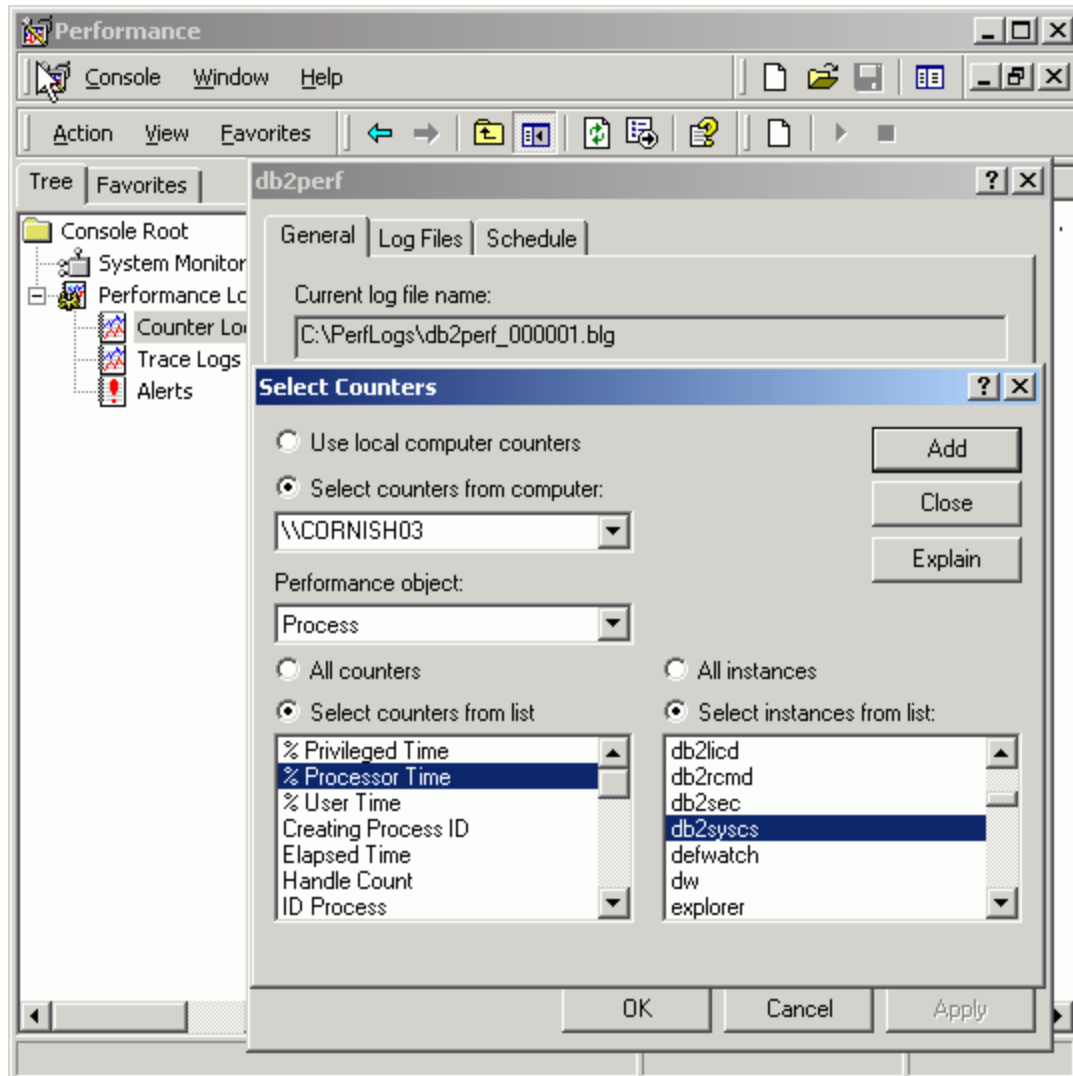 Performance
Console Window Help
Action View Favorites
Tree Favorites
Console Root
System Monitor
Performance Lo
Counter Lo
Trace Logs
Alerts
db2perf
General Log Files Schedule
Current log file name:
C:\PerfLogs\db2perf_000001.blg
Select Counters
Use local computer counters
Select counters from computer:
\\CORNISH03
Add
Close
Explain
Performance object:
Process
All counters
Select counters from list
% Privileged Time
% Processor Time
% User Time
Creating Process ID
Elapsed Time
Handle Count
ID Process
All instances
Select instances from list:
db2licd
db2rcmd
db2sec
db2syscs
defwatch
dw
explorer
OK Cancel Apply